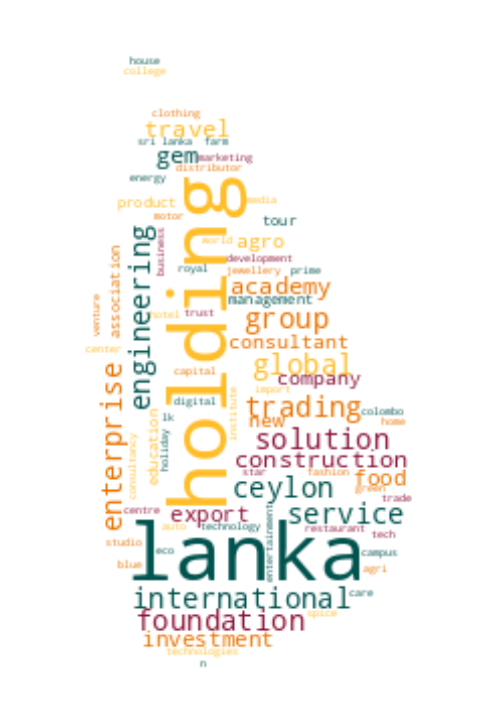 house
college
clothing
travel
sri lanka farm
gem marketing
distributor
energy
holding
product media
motor
tour
engineering
business
world agro
association
development
royal jewellery prime
academy
management
venture
hotel trust
group
consultant
center
global
capital company
enterprise
import
digital institute
trading
colombo
lk new home
education
holiday
solution
consultancy
construction
star fashion food
ceylon green
trade
centre export service
auto technology entertainment restaurant tech
lanka
studio
eco campus
blue agri
international care
foundation spice
investment
technologies
n